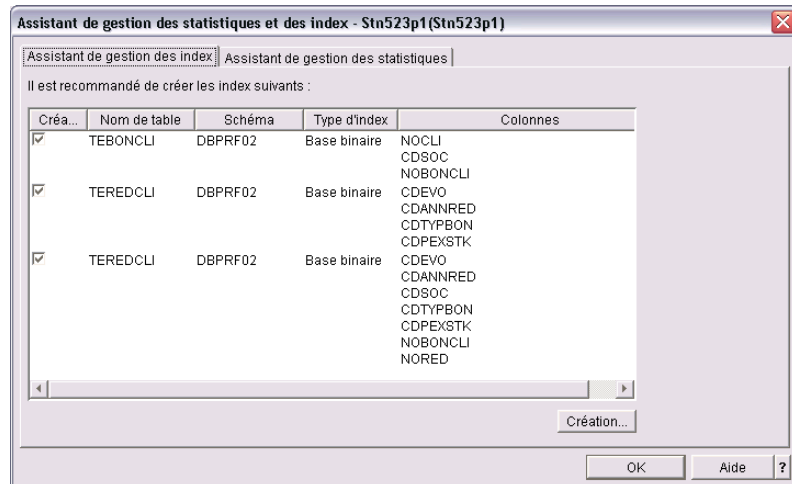 Assistant de gestion des statistiques et des index - Stn523p1(Stn523p1)
Assistant de gestion des index Assistant de gestion des statistiques
Il est recommandé de créer les index suivants :
Créa... Nom de table Schéma Type d'index Colonnes
TEBONCLI DBPRF02 Base binaire NOCLI
CDSOC
NOBONCLI
TEREDCLI DBPRF02 Base binaire CDEVO
CDANNRED
CDTYPBON
CDPEXSTK
TEREDCLI DBPRF02 Base binaire CDEVO
CDANNRED
CDSOC
CDTYPBON
CDPEXSTK
NOBONCLI
NORED
Création...
OK Aide ?